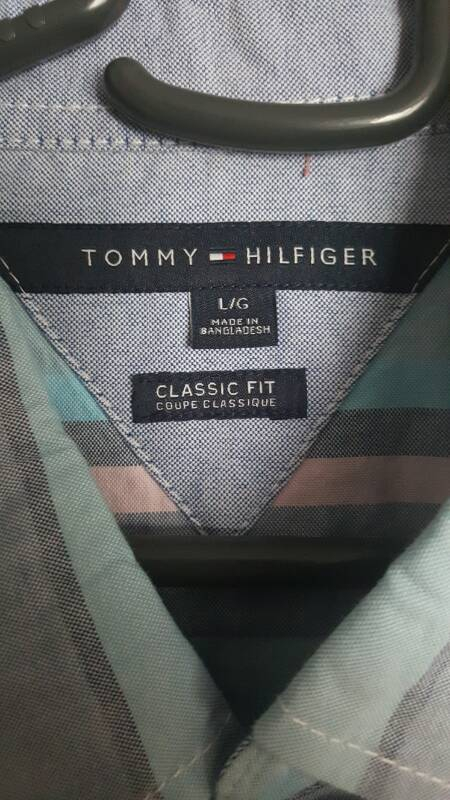 TOMMY HILFIGER
L/G
MADE IN
BANGLADESH
CLASSIC FIT
COUPE CLASSIQUE